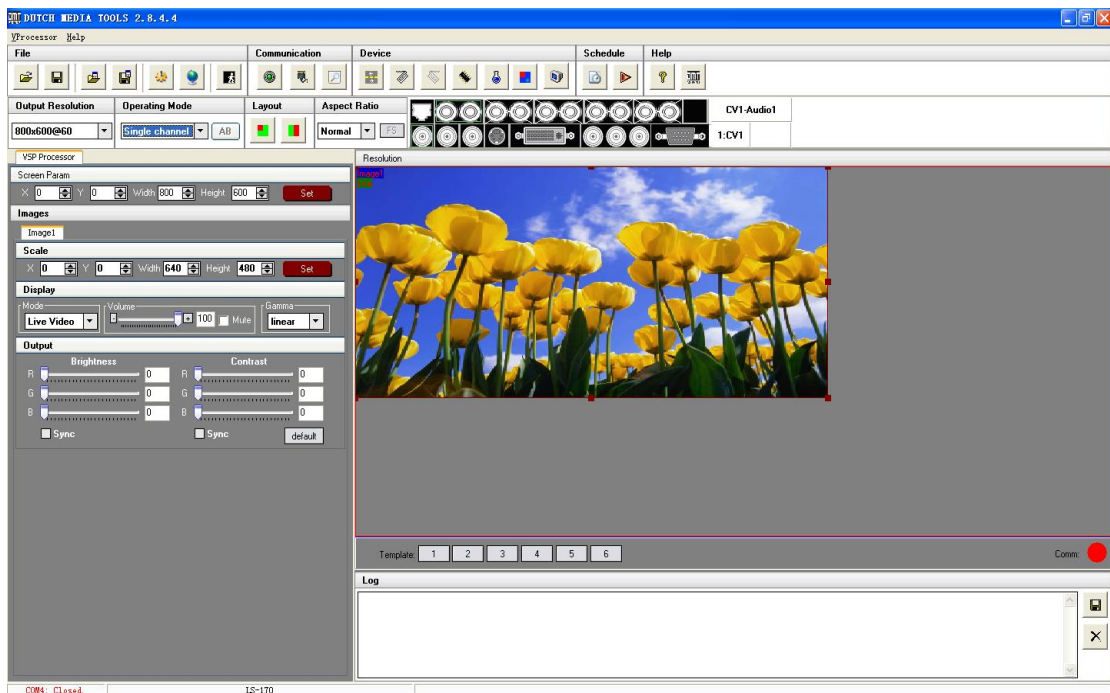 DUTCH MEDIA TOOLS 2.8.4.4
VProcessor Help
File Communication Device Schedule Help
Output Resolution Operating Mode Layout Aspect Ratio CV1-Audio1
800x600@60 Single channel AB Normal FS 1:CV1
VSP Processor Resolution
Screen Param
X 0 Y 0 Width 800 Height 600 Set
Images
Image1
Image1
Scale
X 0 Y 0 Width 640 Height 480 Set
Display
Mode Volume Gamma
Live Video - + 100 Mute linear
Output
Brightness Contrast
R 0 R 0
G 0 G 0
B 0 B 0
Sync Sync default
Template: 1 2 3 4 5 6 Comm:
Log
COM4: Closed. LS-170